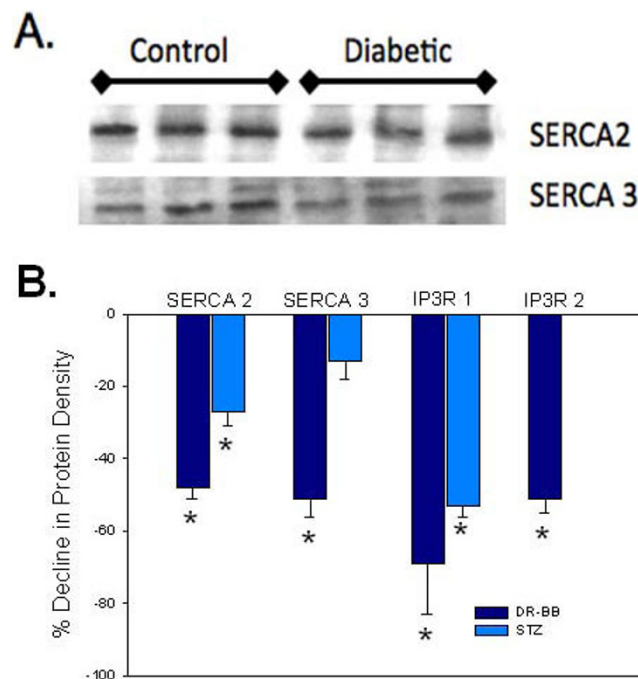 A.
Control Diabetic
SERCA2
SERCA 3
B.
SERCA 2 SERCA 3 IP3R 1 IP3R 2
% Decline in Protein Density
0
-20
-40
-60
-80
-100
* * * * * *
DR-BB
STZ